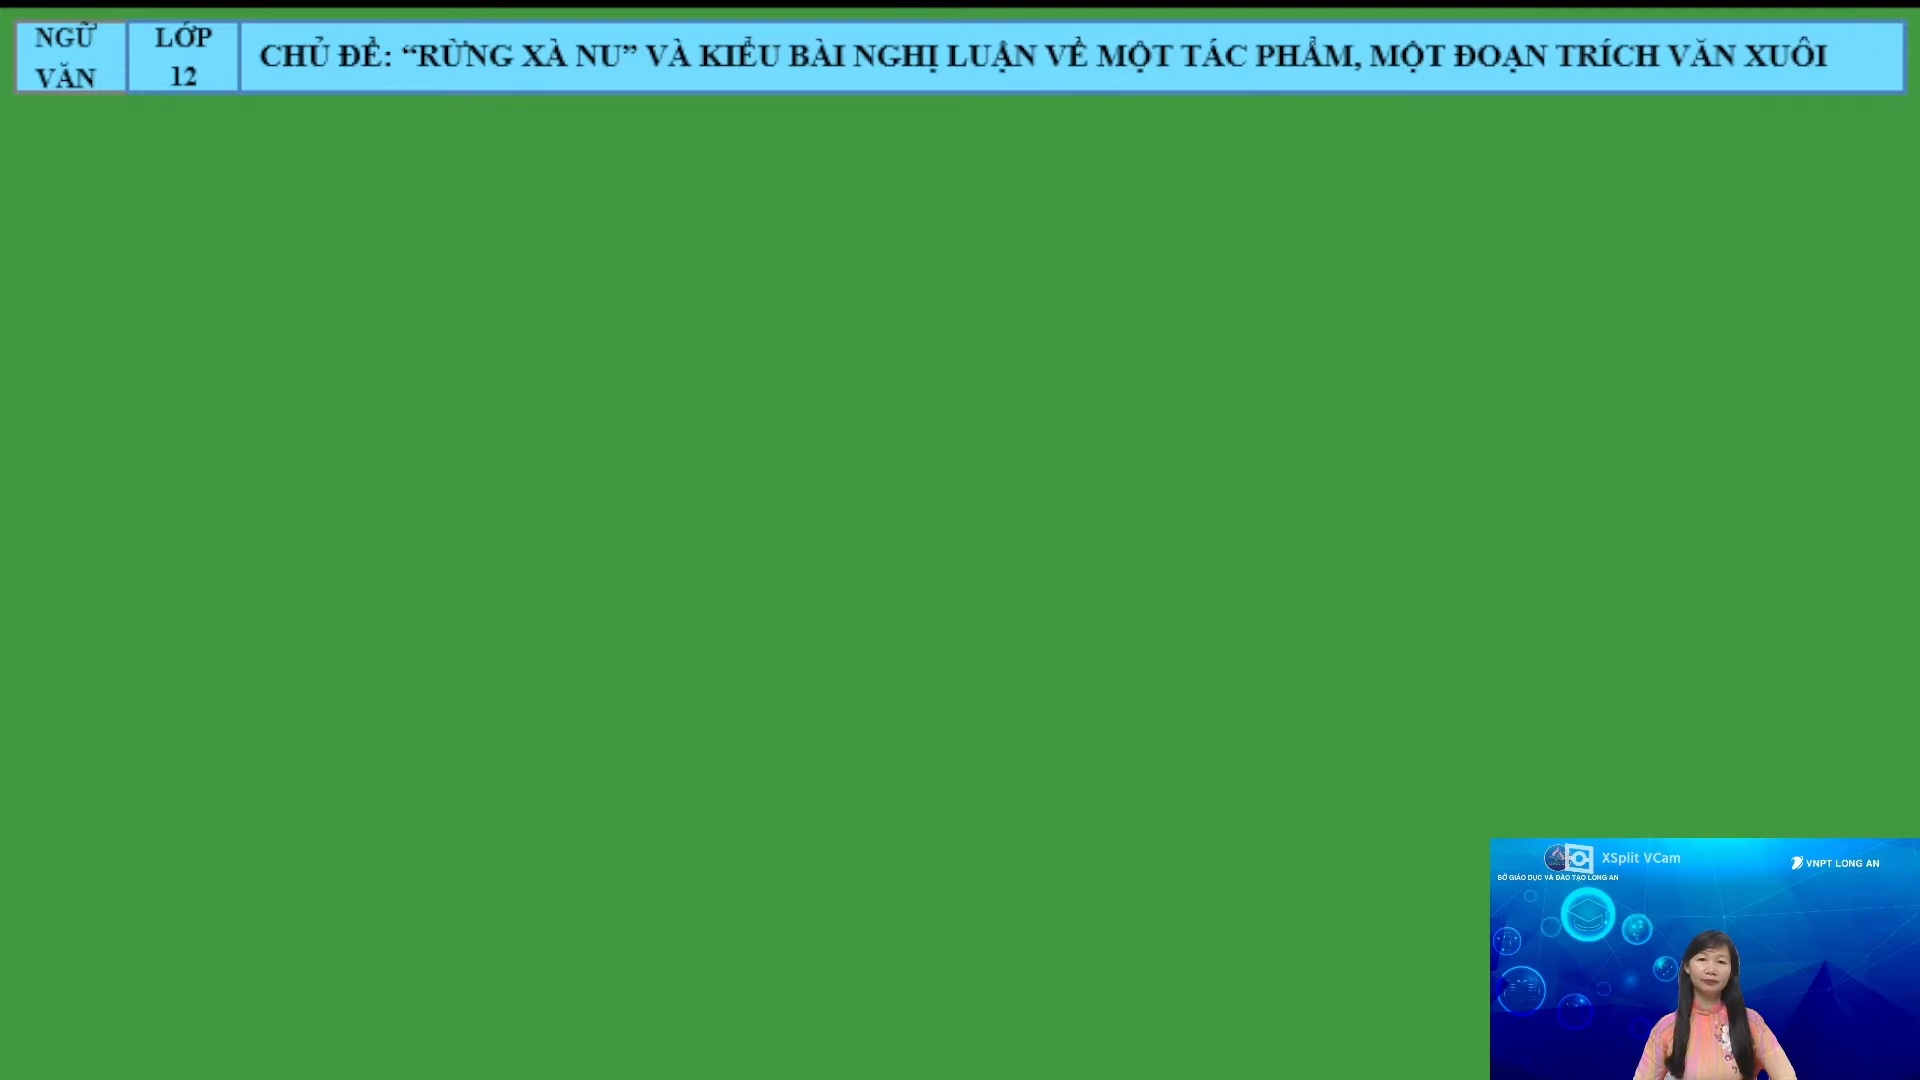 NGỮ VĂN
LỚP 12
CHỦ ĐỀ: “RỪNG XÀ NU” VÀ KIỂU BÀI NGHỊ LUẬN VỀ MỘT TÁC PHẨM, MỘT ĐOẠN TRÍCH VĂN XUÔI
XSplit VCam
VNPT LONG AN
SỞ GIÁO DỤC VÀ ĐÀO TẠO LONG AN